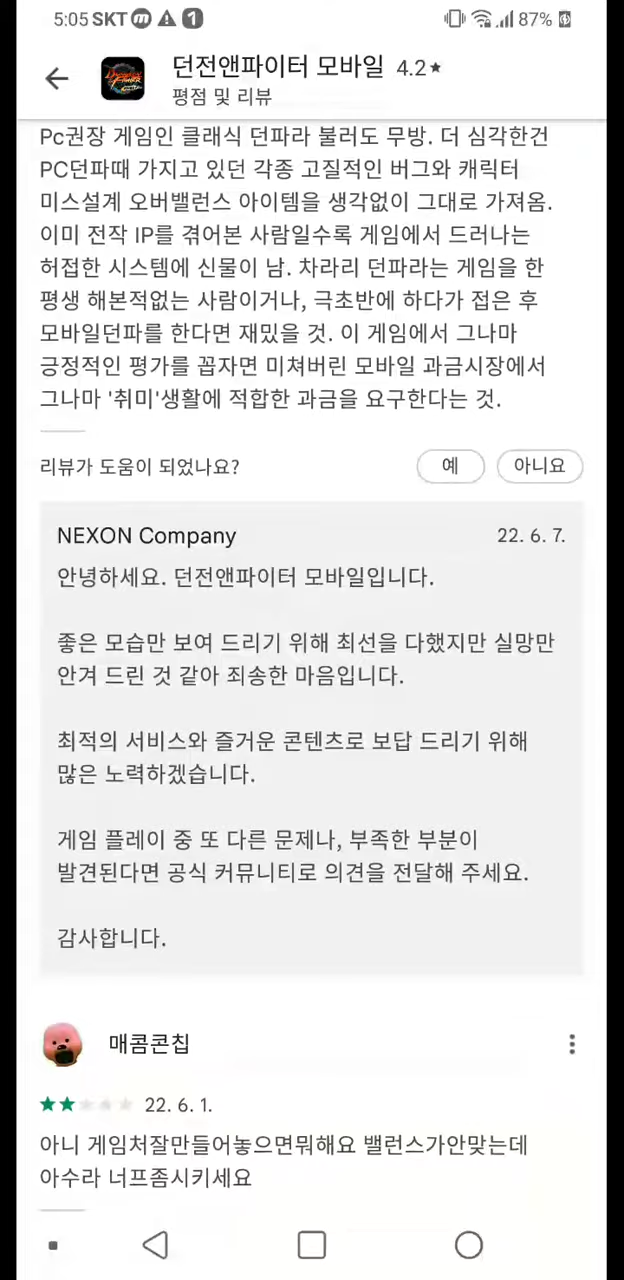 5:05 SKT m 1 87%
던전앤파이터 모바일 4.2★
평점 및 리뷰
Pc권장 게임인 클래식 던파라 불러도 무방. 더 심각한건
PC던파때 가지고 있던 각종 고질적인 버그와 캐릭터
미스설계 오버밸런스 아이템을 생각없이 그대로 가져옴.
이미 전작 IP를 겪어본 사람일수록 게임에서 드러나는
허접한 시스템에 신물이 남. 차라리 던파라는 게임을 한
평생 해본적없는 사람이거나, 극초반에 하다가 접은 후
모바일던파를 한다면 재밌을 것. 이 게임에서 그나마
긍정적인 평가를 꼽자면 미쳐버린 모바일 과금시장에서
그나마 '취미'생활에 적합한 과금을 요구한다는 것.
리뷰가 도움이 되었나요? 예 아니요
NEXON Company 22. 6. 7.
안녕하세요. 던전앤파이터 모바일입니다.
좋은 모습만 보여 드리기 위해 최선을 다했지만 실망만
안겨 드린 것 같아 죄송한 마음입니다.
최적의 서비스와 즐거운 콘텐츠로 보답 드리기 위해
많은 노력하겠습니다.
게임 플레이 중 또 다른 문제나, 부족한 부분이
발견된다면 공식 커뮤니티로 의견을 전달해 주세요.
감사합니다.
매콤콘칩
22. 6. 1.
아니 게임처잘만들어놓으면뭐해요 밸런스가안맞는데
아수라 너프좀시키세요